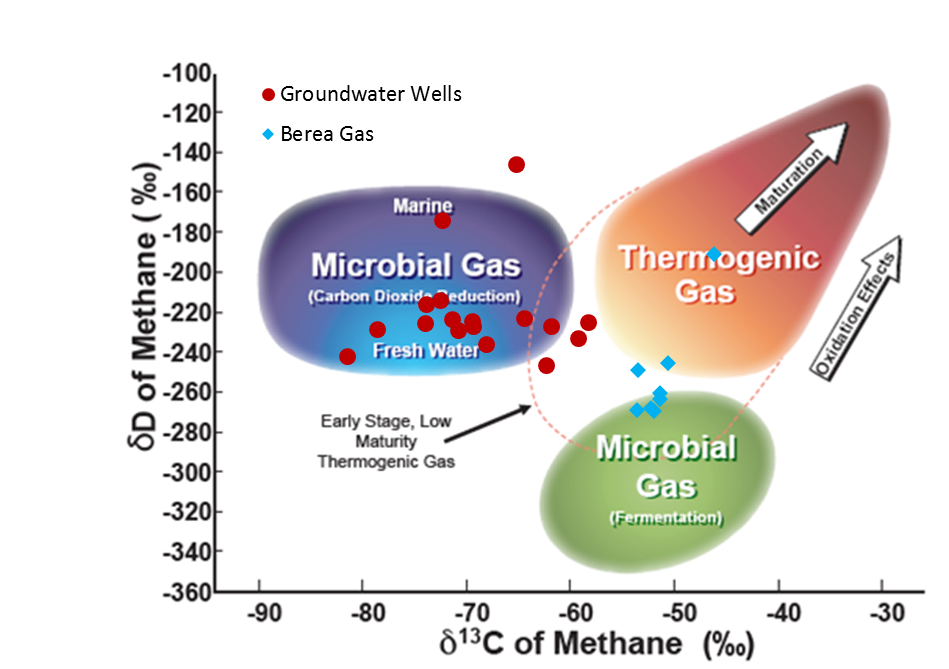 -100
-120
-140
-160
-180
-200
-220
-240
-260
-280
-300
-320
-340
-360
δD of Methane ( ‰)
Groundwater Wells
Berea Gas
Marine
Microbial Gas
(Carbon Dioxide Reduction)
Fresh Water
Thermogenic
Gas
Maturation
Oxidation Effects
Early Stage, Low
Maturity
Thermogenic Gas
Microbial
Gas
(Fermentation)
-90
-80
-70
-60
-50
-40
-30
δ¹³C of Methane (‰)